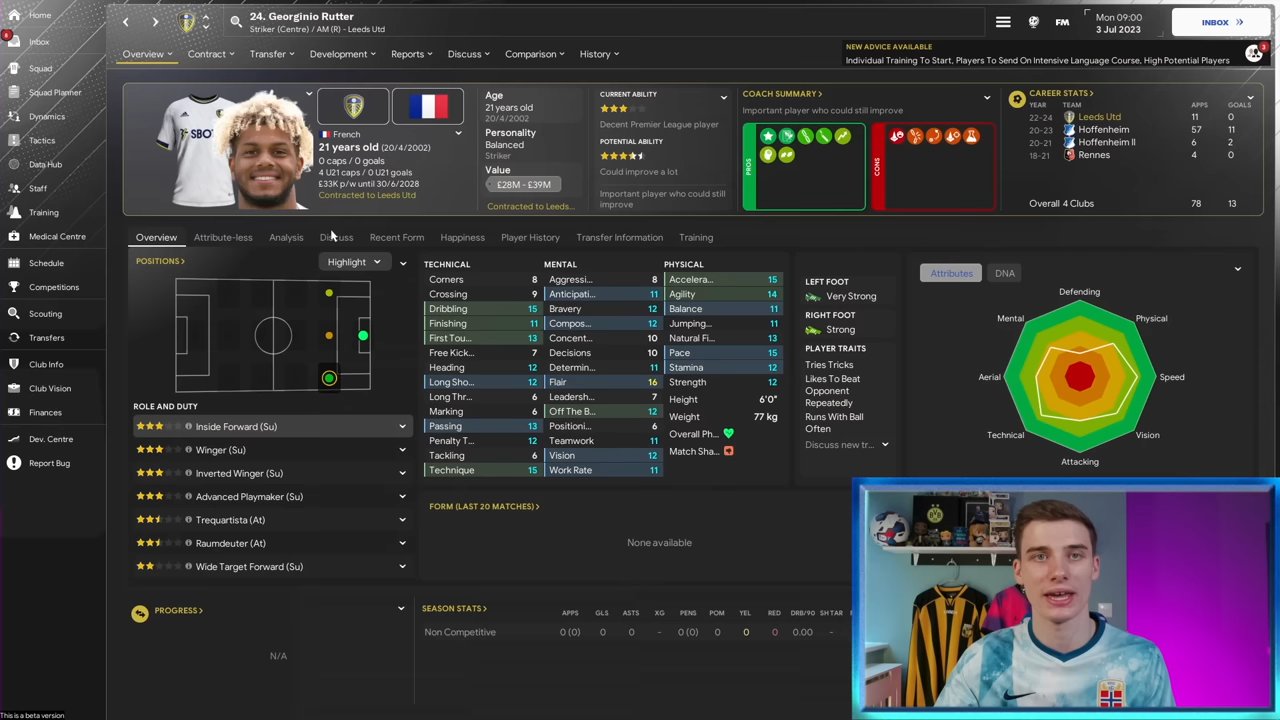 Home
Inbox
Squad
Squad Planner
Dynamics
Tactics
Data Hub
Staff
Training
Medical Centre
Schedule
Competitions
Scouting
Transfers
Club Info
Club Vision
Finances
Dev. Centre
Report Bug
This is a beta version
24. Georginio Rutter
Striker (Centre) / AM (R) - Leeds Utd
FM
Mon 09:00
3 Jul 2023
INBOX
Overview
Contract
Transfer
Development
Reports
Discuss
Comparison
History
NEW ADVICE AVAILABLE
Individual Training To Start, Players To Send On Intensive Language Course, High Potential Players
3
French
21 years old (20/4/2002)
0 caps / 0 goals
4 U21 caps / 0 U21 goals
£33K p/w until 30/6/2028
Contracted to Leeds Utd
Age
21 years old
20/4/2002
Personality
Balanced
Striker
Value
£28M - £39M
Contracted to Leeds...
CURRENT ABILITY
Decent Premier League player
POTENTIAL ABILITY
Could improve a lot
Important player who could still improve
COACH SUMMARY >
Important player who could still improve
PROS
CONS
CAREER STATS >
YEAR TEAM APPS GOALS
22-24 Leeds Utd 11 0
20-23 Hoffenheim 57 11
20-21 Hoffenheim II 6 2
18-21 Rennes 4 0
Overall 4 Clubs 78 13
Overview
Attribute-less
Analysis
Discuss
Recent Form
Happiness
Player History
Transfer Information
Training
POSITIONS >
Highlight
ROLE AND DUTY
Inside Forward (Su)
Winger (Su)
Inverted Winger (Su)
Advanced Playmaker (Su)
Trequartista (At)
Raumdeuter (At)
Wide Target Forward (Su)
TECHNICAL
Corners 8
Crossing 9
Dribbling 15
Finishing 11
First Tou... 13
Free Kick... 7
Heading 12
Long Sho... 12
Long Thr... 6
Marking 6
Passing 13
Penalty T... 12
Tackling 6
Technique 15
MENTAL
Aggressi... 8
Anticipati... 11
Bravery 12
Compos... 12
Concent... 10
Decisions 10
Determin... 11
Flair 16
Leadersh... 7
Off The B... 12
Positioni... 6
Teamwork 11
Vision 12
Work Rate 11
PHYSICAL
Accelera... 15
Agility 14
Balance 11
Jumping... 11
Natural Fi... 13
Pace 15
Stamina 12
Strength 12
Height 6'0"
Weight 77 kg
Overall Ph...
Match Sha...
LEFT FOOT
Very Strong
RIGHT FOOT
Strong
PLAYER TRAITS
Tries Tricks
Likes To Beat
Opponent
Repeatedly
Runs With Ball
Often
Discuss new tr...
Attributes
DNA
Defending
Physical
Speed
Vision
Attacking
Technical
Aerial
Mental
FORM (LAST 20 MATCHES) >
None available
PROGRESS >
N/A
SEASON STATS >
APPS GLS ASTS XG PENS POM YEL RED DRB/90 SH TAR
Non Competitive 0 (0) 0 0 - 0 (0) 0 0 0 0.00 -